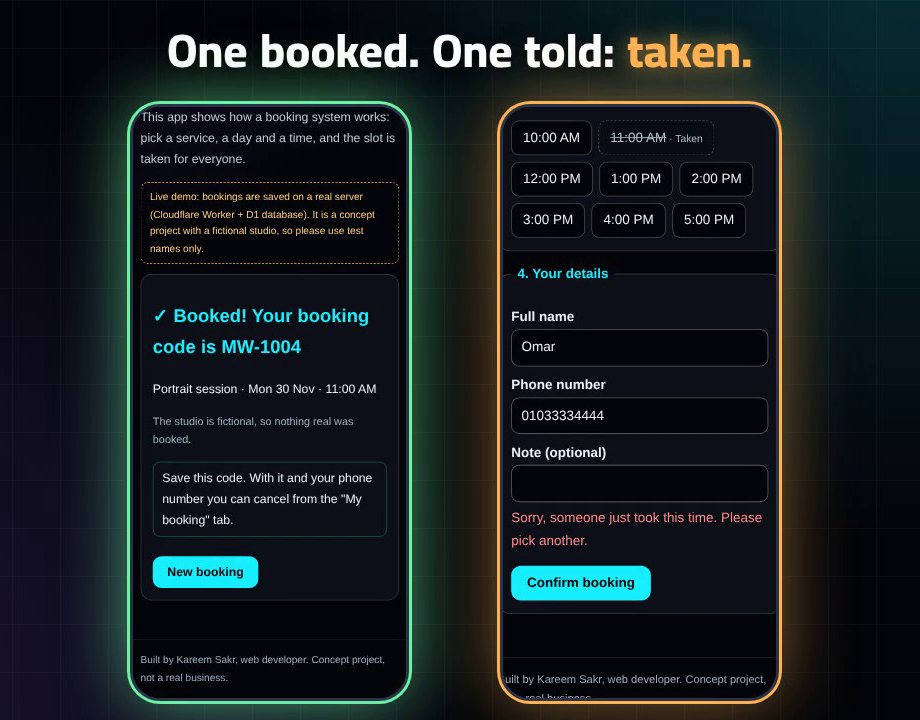 One booked. One told: taken.
This app shows how a booking system works:
pick a service, a day and a time, and the slot is
taken for everyone.
Live demo: bookings are saved on a real server
(Cloudflare Worker + D1 database). It is a concept
project with a fictional studio, so please use test
names only.
✓ Booked! Your booking
code is MW-1004
Portrait session · Mon 30 Nov · 11:00 AM
The studio is fictional, so nothing real was
booked.
Save this code. With it and your phone
number you can cancel from the "My
booking" tab.
New booking
Built by Kareem Sakr, web developer. Concept project,
not a real business.
10:00 AM 11:00 AM · Taken
12:00 PM 1:00 PM 2:00 PM
3:00 PM 4:00 PM 5:00 PM
4. Your details
Full name
Omar
Phone number
01033334444
Note (optional)
Sorry, someone just took this time. Please
pick another.
Confirm booking
uilt by Kareem Sakr, web developer. Concept project,
real business.